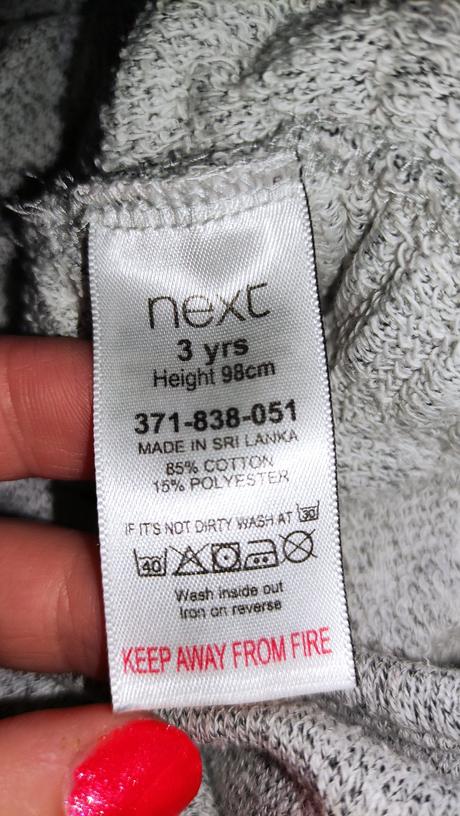 next
3 yrs
Height 98cm
371-838-051
MADE IN SRI LANKA
85% COTTON
15% POLYESTER
IF IT'S NOT DIRTY WASH AT 30
40
Wash inside out
Iron on reverse
KEEP AWAY FROM FIRE